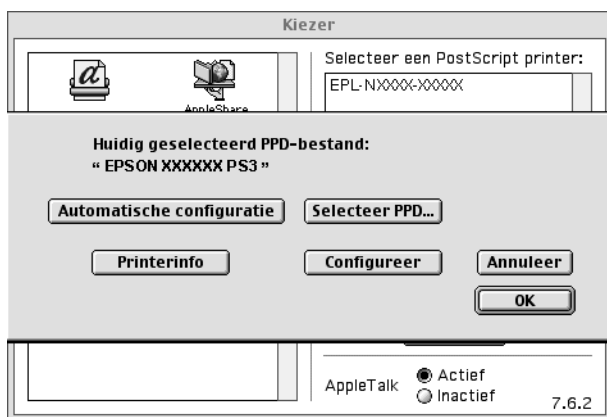 Kiezer
Selecteer een PostScript printer:
EPL-NXXXX-XXXXX
AppleShare
Huidig geselecteerd PPD-bestand:
“ EPSON XXXXXX PS3 ”
Automatische configuratie
Selecteer PPD...
Printerinfo
Configureer
Annuleer
OK
AppleTalk
Actief
Inactief
7.6.2